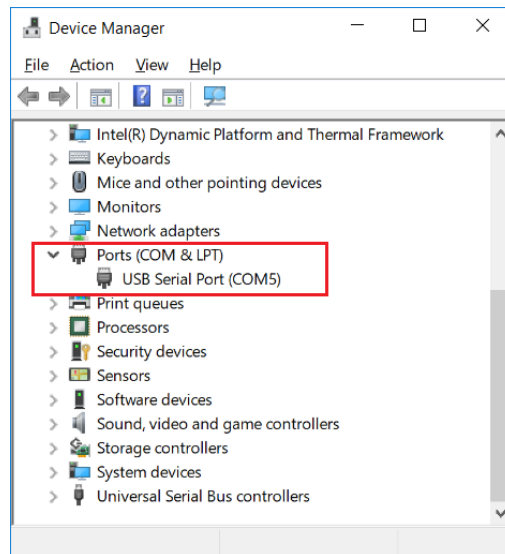 Device Manager
File Action View Help
Intel(R) Dynamic Platform and Thermal Framework
Keyboards
Mice and other pointing devices
Monitors
Network adapters
Ports (COM & LPT)
USB Serial Port (COM5)
Print queues
Processors
Security devices
Sensors
Software devices
Sound, video and game controllers
Storage controllers
System devices
Universal Serial Bus controllers